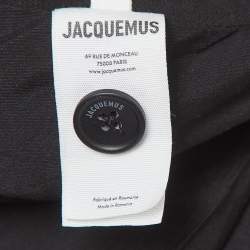 JACQUEMUS
69 RUE DE MONCEAU
75008 PARIS
www.jacquemus.com
JACQUEMUS
Fabriqué en Roumanie
Made in Romania